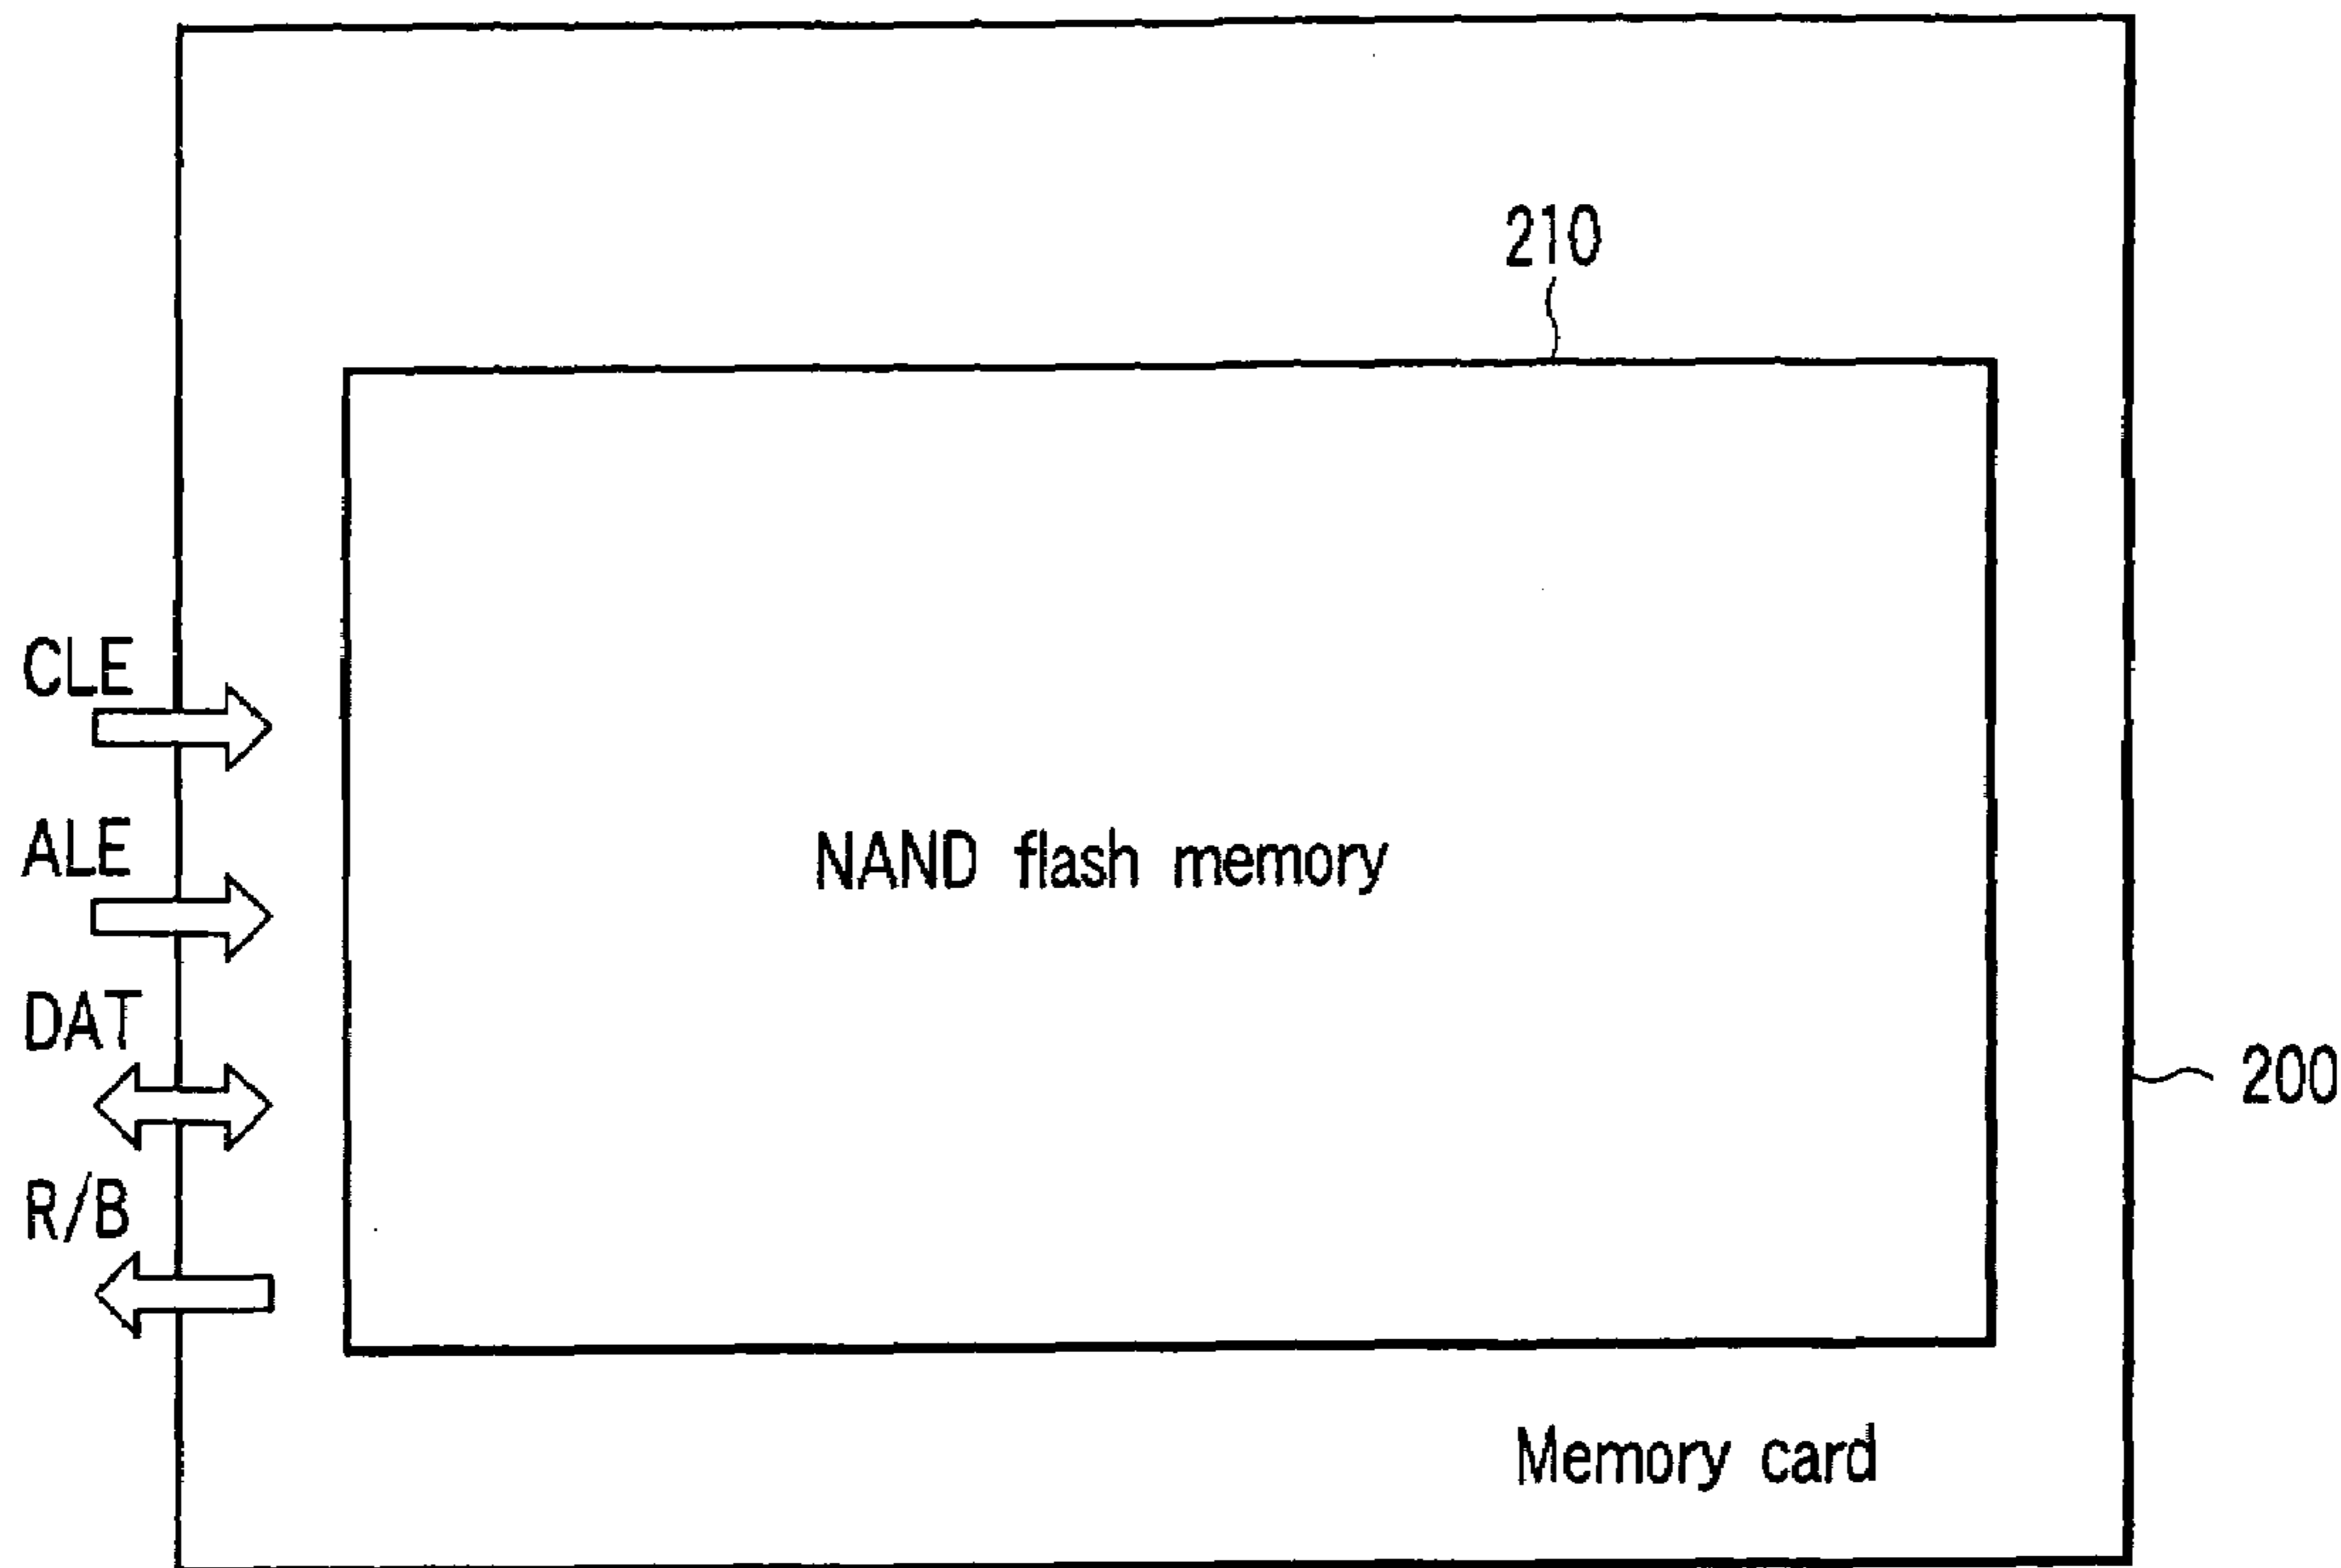 210
CLE
ALE
NAND flash memory
DAT
200
R/B
Memory card